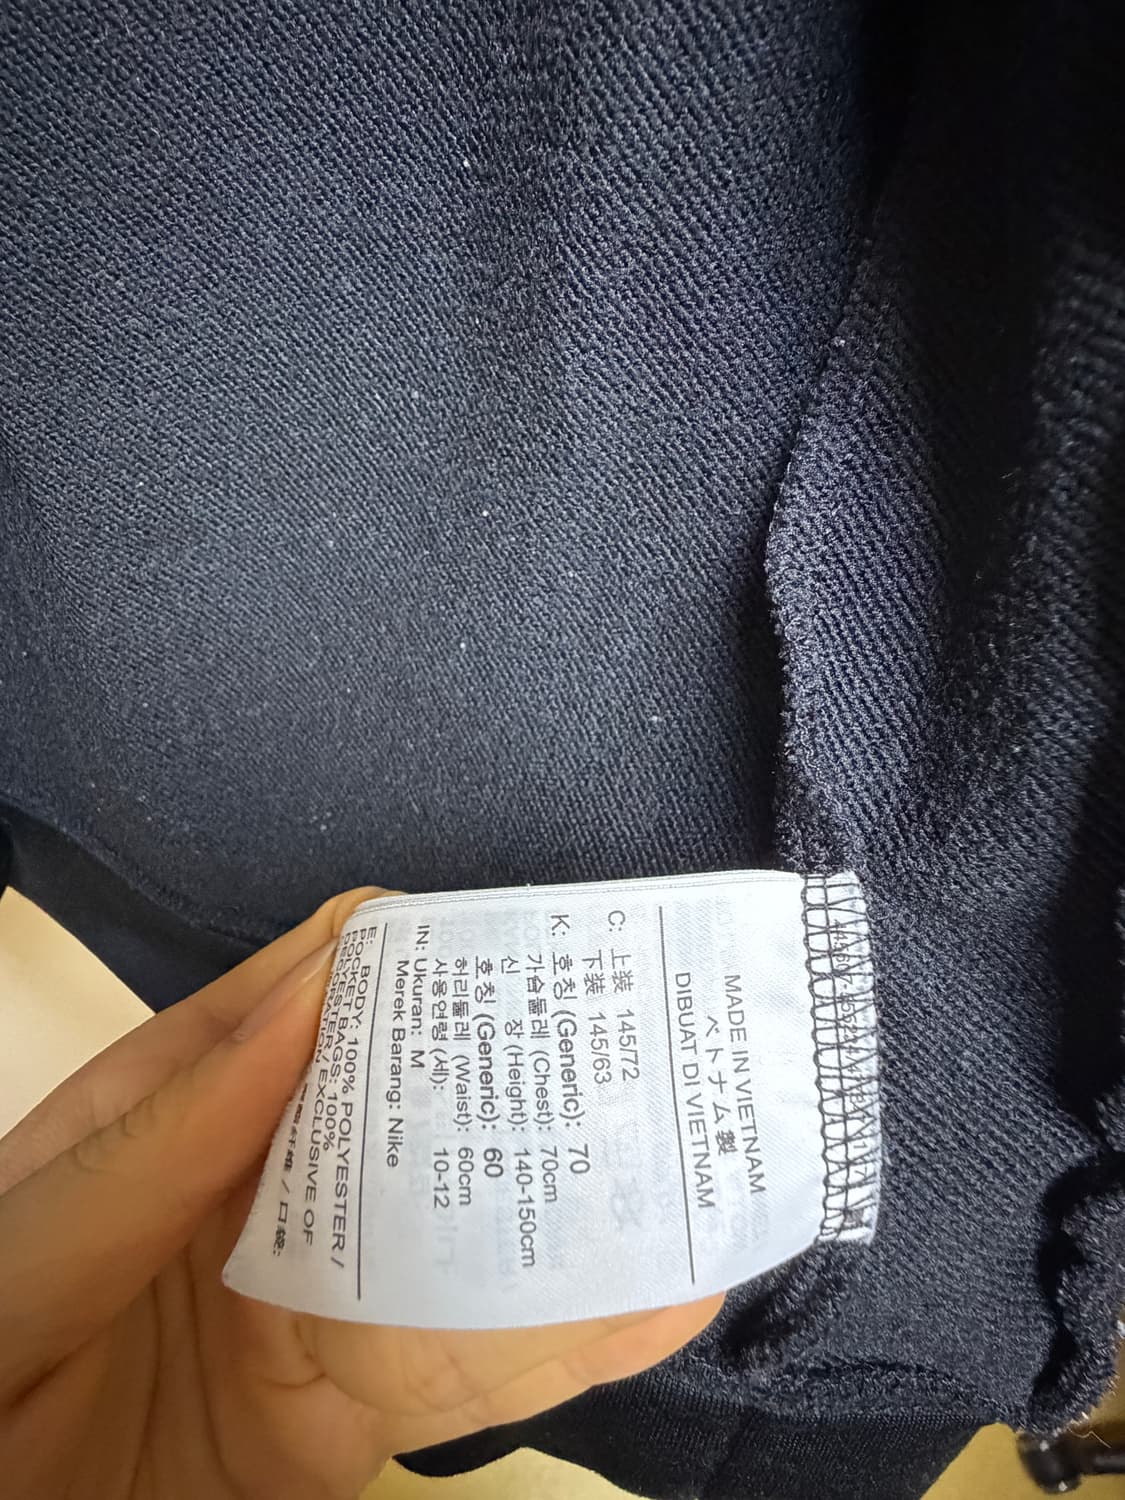 MADE IN VIETNAM
ベトナム製
DIBUAT DI VIETNAM
C: 上装 145/72
下装 145/63
K: 호칭 (Generic): 70
가슴둘레 (Chest): 70cm
신 장 (Height): 140-150cm
호칭 (Generic): 60
허리둘레 (Waist): 60cm
사용연령 (세): 10-12
IN: Ukuran: M
Merek Barang: Nike
E: BODY: 100% POLYESTER /
POCKET BAGS: 100%
POLYESTER / EXCLUSIVE OF